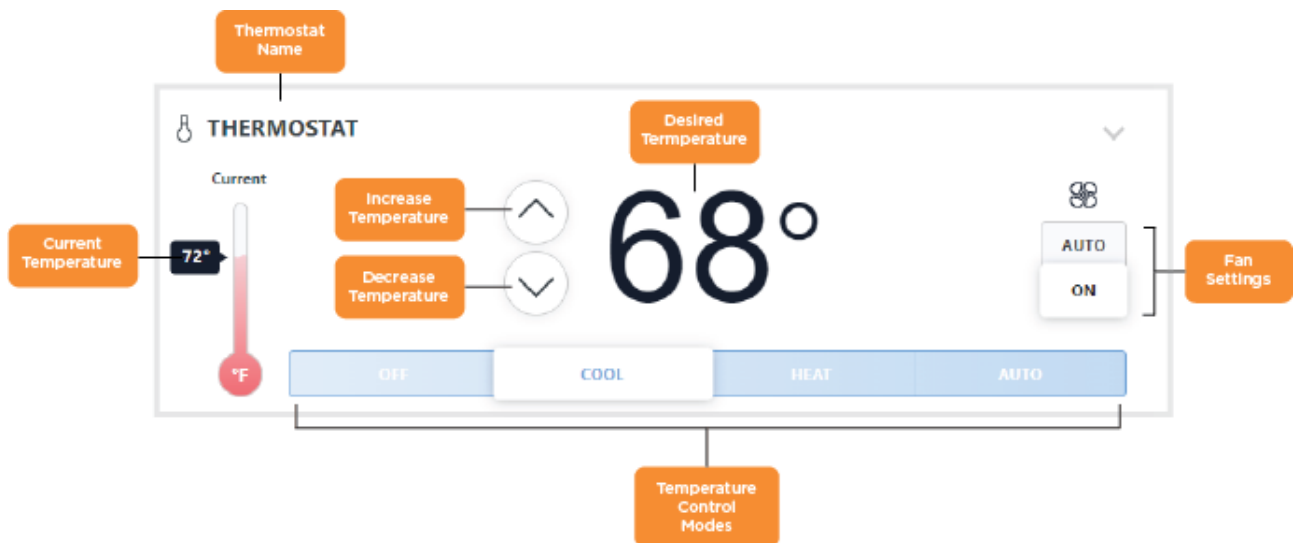 Thermostat
Name
THERMOSTAT
Desired
Termperature
Current
Increase
Temperature
68°
Current
Temperature
72°
AUTO
Fan
Settings
Decrease
Temperature
ON
°F
OFF
COOL
HEAT
AUTO
Temperature
Control
Modes